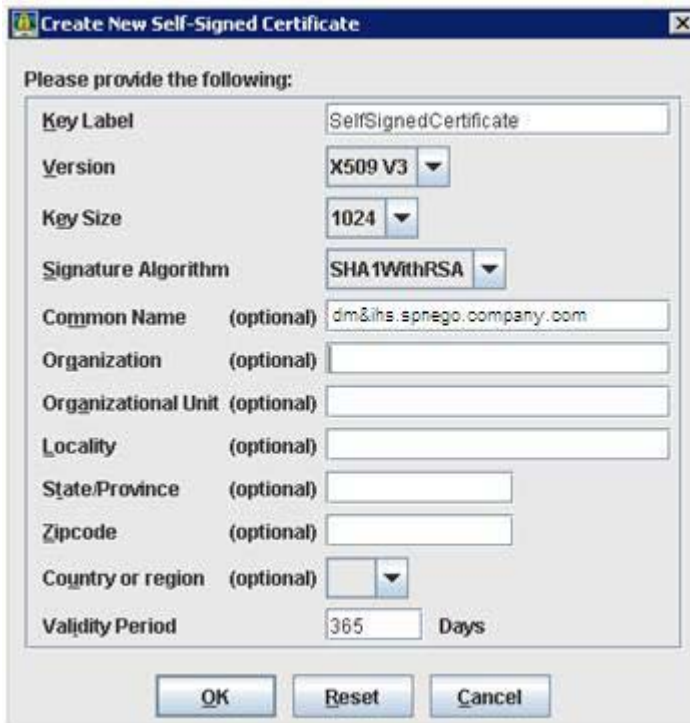 Create New Self-Signed Certificate
Please provide the following:
Key Label SelfSignedCertificate
Version X509 V3
Key Size 1024
Signature Algorithm SHA1WithRSA
Common Name (optional) dm&ihs.spnego.company.com
Organization (optional)
Organizational Unit (optional)
Locality (optional)
State/Province (optional)
Zipcode (optional)
Country or region (optional)
Validity Period 365 Days
OK Reset Cancel